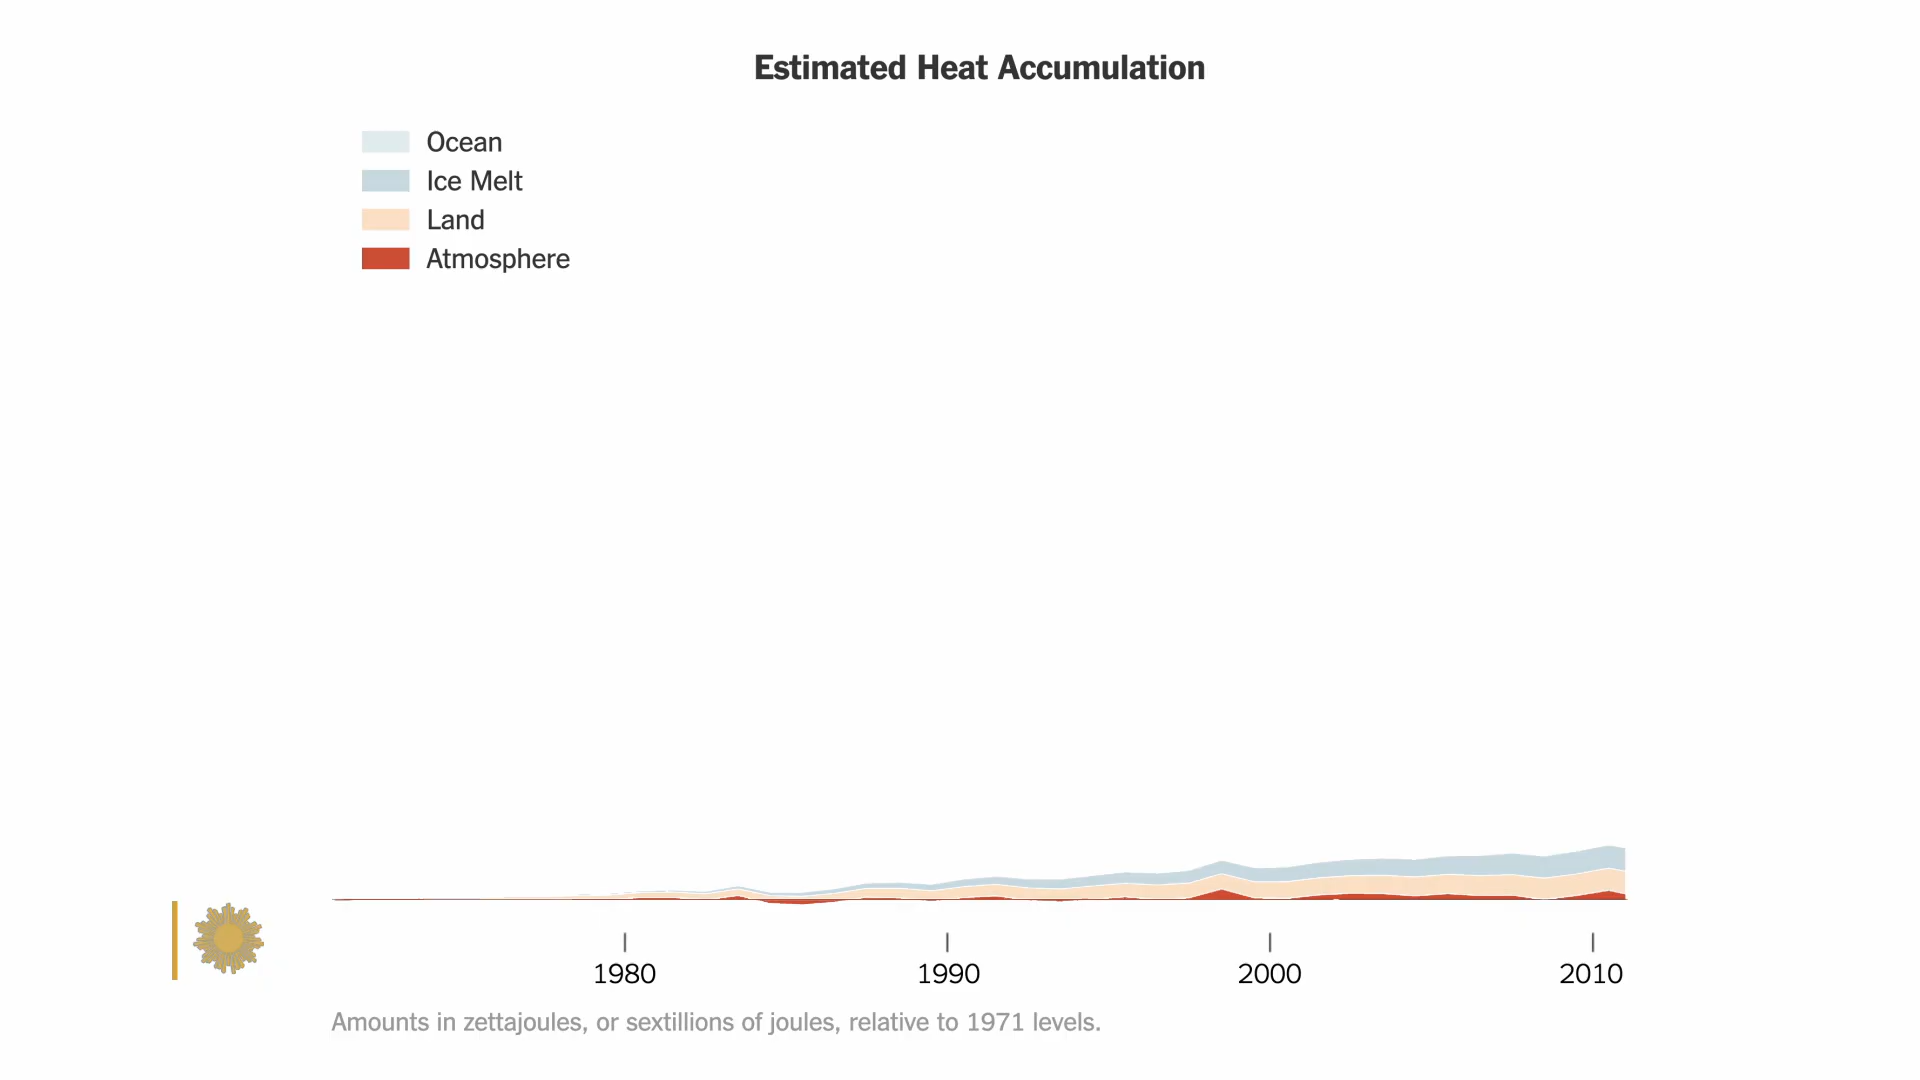 Estimated Heat Accumulation
Ocean
Ice Melt
Land
Atmosphere
1980 1990 2000 2010
Amounts in zettajoules, or sextillions of joules, relative to 1971 levels.